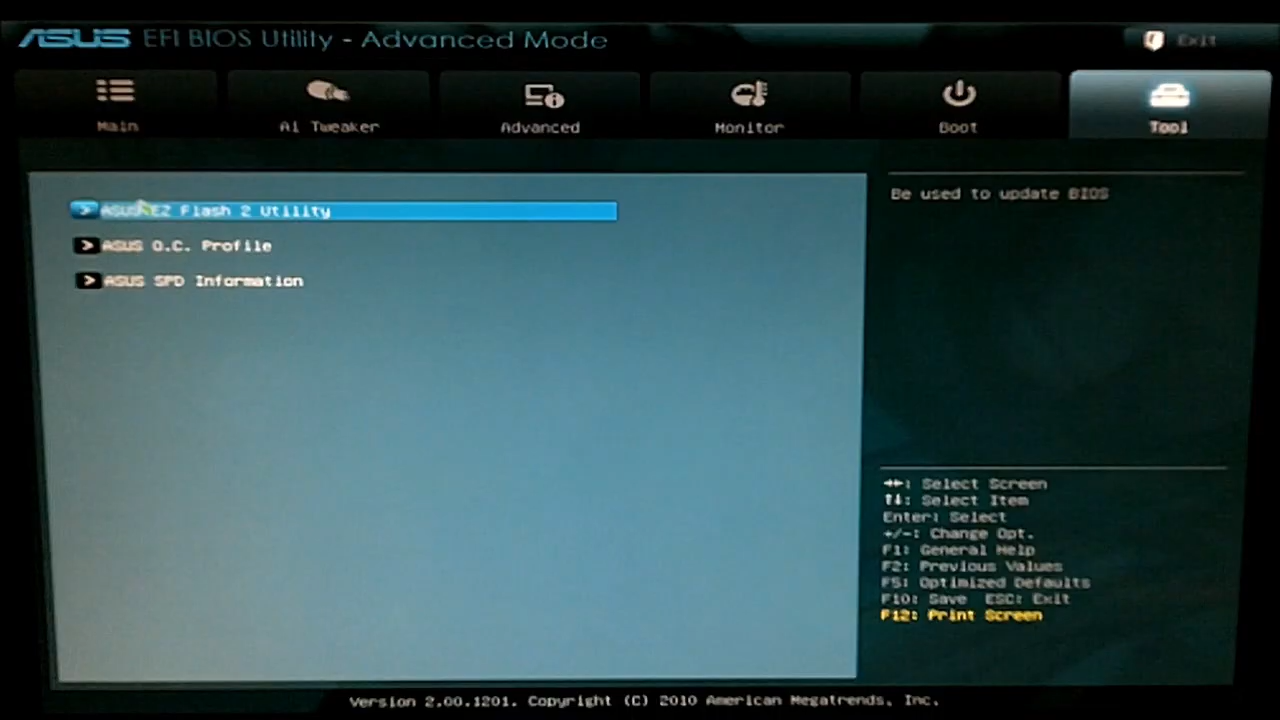 ASUS EFI BIOS Utility - Advanced Mode
Exit
Main
Ai Tweaker
Advanced
Monitor
Boot
Tool
ASUS EZ Flash 2 Utility
ASUS O.C. Profile
ASUS SPD Information
Be used to update BIOS
→←: Select Screen
↑↓: Select Item
Enter: Select
+/-: Change Opt.
F1: General Help
F2: Previous Values
F5: Optimized Defaults
F10: Save ESC: Exit
F12: Print Screen
Version 2.00.1201. Copyright (C) 2010 American Megatrends, Inc.